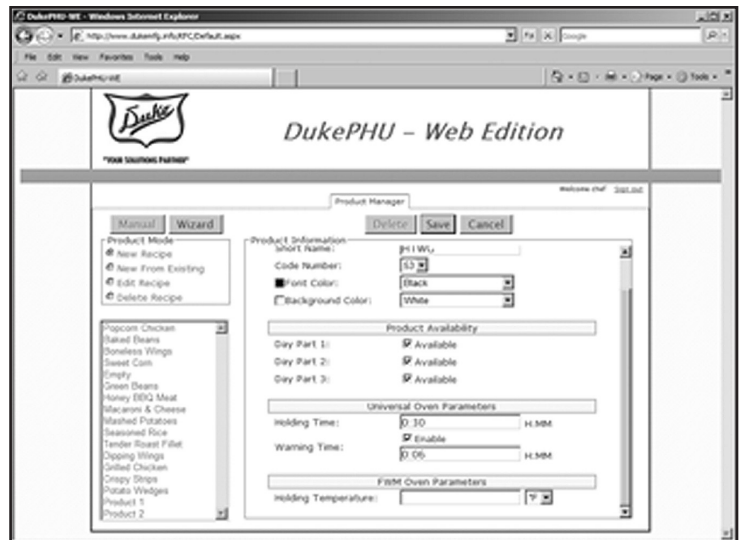 DukePHU-WE - Windows Internet Explorer
http://www.dukemfg.info/KFC/Default.aspx
Google
File Edit View Favorites Tools Help
DukePHU-WE
Page Tools
Duke
"YOUR SOLUTIONS PARTNER"
DukePHU – Web Edition
Welcome chef Sign out
Product Manager
Manual Wizard
Delete Save Cancel
Product Mode
New Recipe
New From Existing
Edit Recipe
Delete Recipe
Popcorn Chicken
Baked Beans
Boneless Wings
Sweet Corn
Empty
Green Beans
Honey BBQ Meat
Macaroni & Cheese
Mashed Potatoes
Seasoned Rice
Tender Roast Fillet
Dipping Wings
Grilled Chicken
Crispy Strips
Potato Wedges
Product 1
Product 2
Product Information
Short Name:
Code Number: 53
Font Color: Black
Background Color: White
Product Availability
Day Part 1: Available
Day Part 2: Available
Day Part 3: Available
Universal Oven Parameters
Holding Time: 0:30 H:MM
Enable
Warning Time: 0:06 H:MM
FWM Oven Parameters
Holding Temperature: °F